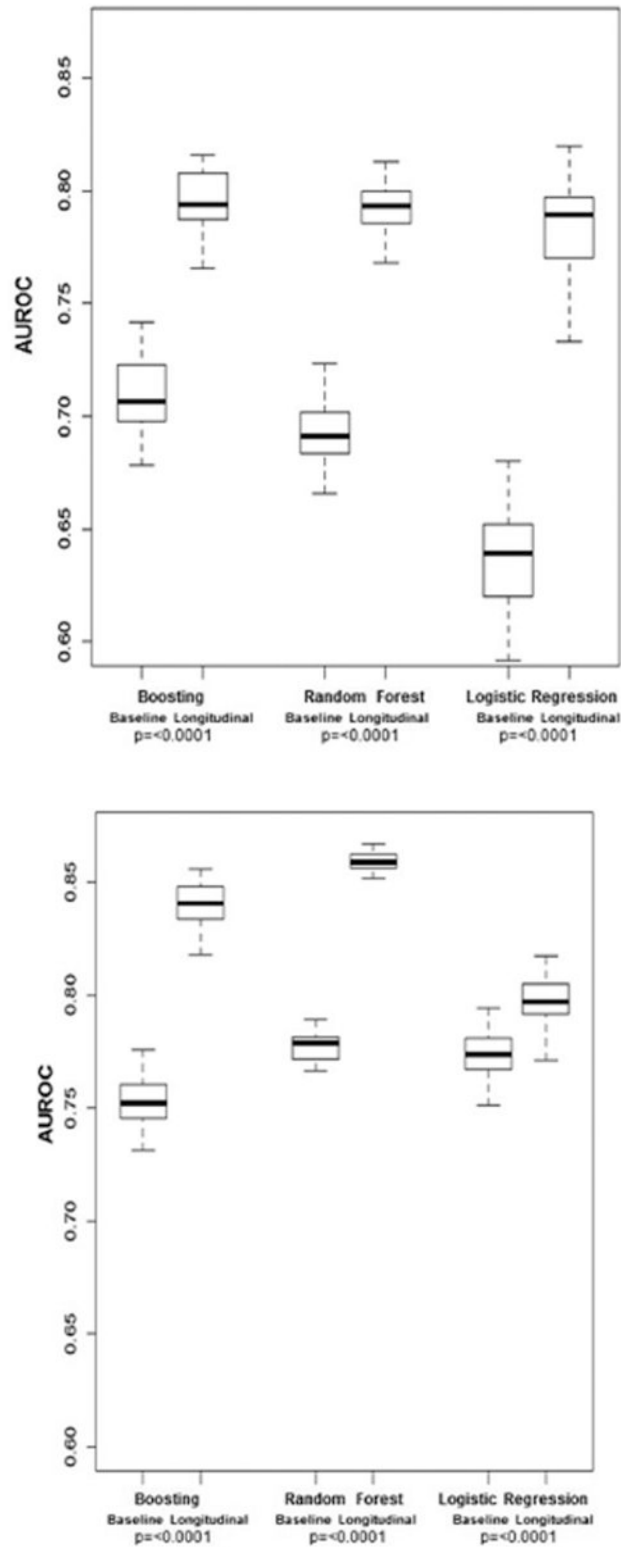 0.85
0.80
0.75
0.70
0.65
0.60
AUROC
Boosting Random Forest Logistic Regression
Baseline Longitudinal Baseline Longitudinal Baseline Longitudinal
p=<0.0001 p=<0.0001 p=<0.0001
0.85
0.80
0.75
0.70
0.65
0.60
AUROC
Boosting Random Forest Logistic Regression
Baseline Longitudinal Baseline Longitudinal Baseline Longitudinal
p=<0.0001 p=<0.0001 p=<0.0001